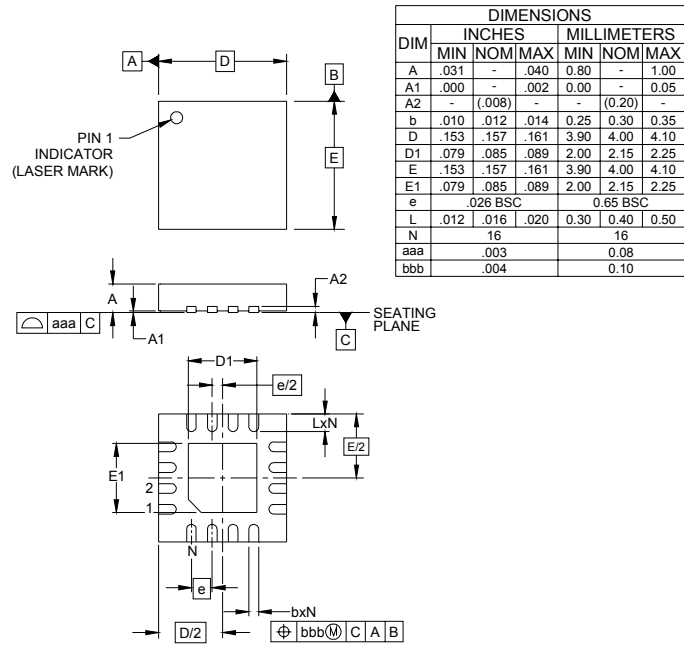 DIMENSIONS
DIM INCHES MILLIMETERS
MIN NOM MAX MIN NOM MAX
A .031 - .040 0.80 - 1.00
A1 .000 - .002 0.00 - 0.05
A2 - (.008) - - (0.20) -
b .010 .012 .014 0.25 0.30 0.35
D .153 .157 .161 3.90 4.00 4.10
D1 .079 .085 .089 2.00 2.15 2.25
E .153 .157 .161 3.90 4.00 4.10
E1 .079 .085 .089 2.00 2.15 2.25
e .026 BSC 0.65 BSC
L .012 .016 .020 0.30 0.40 0.50
N 16 16
aaa .003 0.08
bbb .004 0.10
A D
B
PIN 1
INDICATOR
(LASER MARK)
E
A2
A
SEATING
PLANE
aaa C
A1
C
D1
e/2
LxN
E/2
E1
2
1
N
e
bxN
D/2
⌖ bbbⓂ C A B